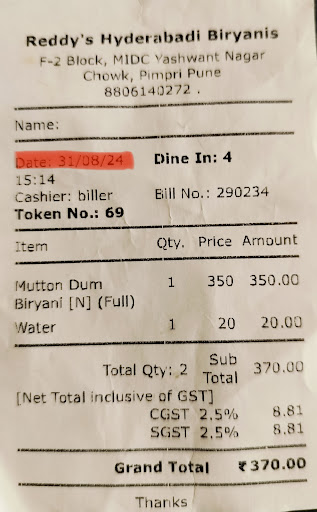 Reddy's Hyderabadi Biryanis
F-2 Block, MIDC Yashwant Nagar
Chowk, Pimpri Pune
8806140272 .
Name:
Date: 31/08/24 Dine In: 4
15:14
Cashier: biller Bill No.: 290234
Token No.: 69
Item Qty. Price Amount
Mutton Dum 1 350 350.00
Biryani [N] (Full)
Water 1 20 20.00
Total Qty: 2 Sub Total 370.00
[Net Total inclusive of GST]
CGST 2.5% 8.81
SGST 2.5% 8.81
Grand Total ₹370.00
Thanks